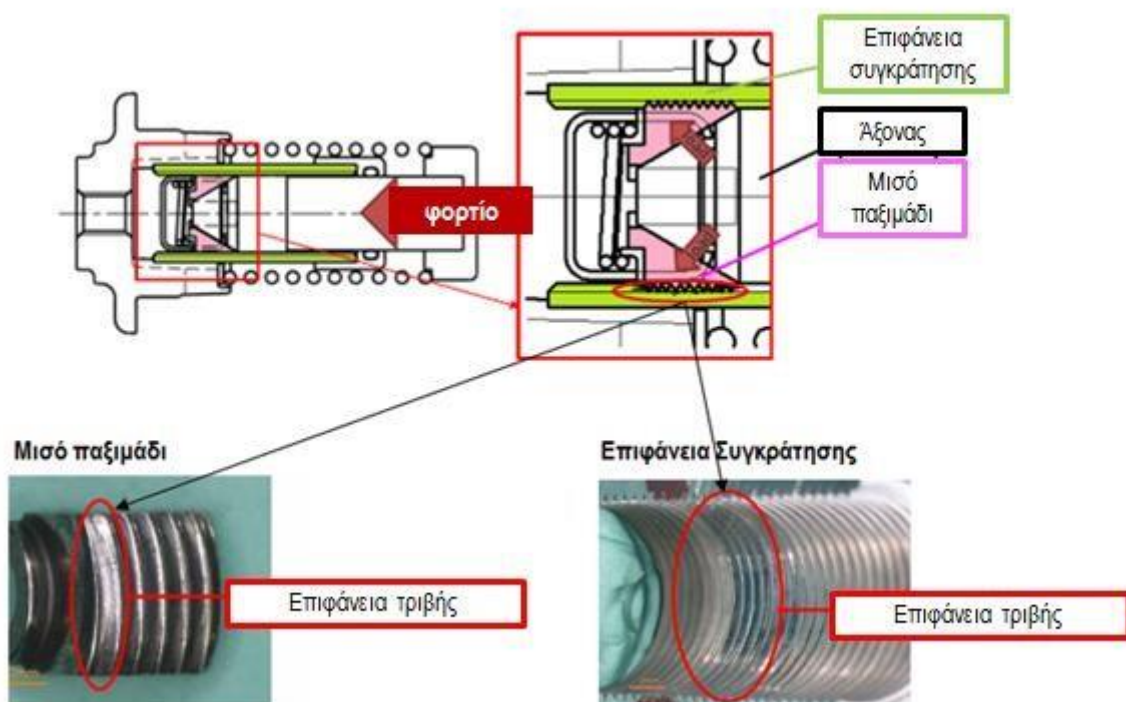 Επιφάνεια
συγκράτησης
Άξονας
Μισό
παξιμάδι
φορτίο
Μισό παξιμάδι
Επιφάνεια Συγκράτησης
Επιφάνεια τριβής
Επιφάνεια τριβής